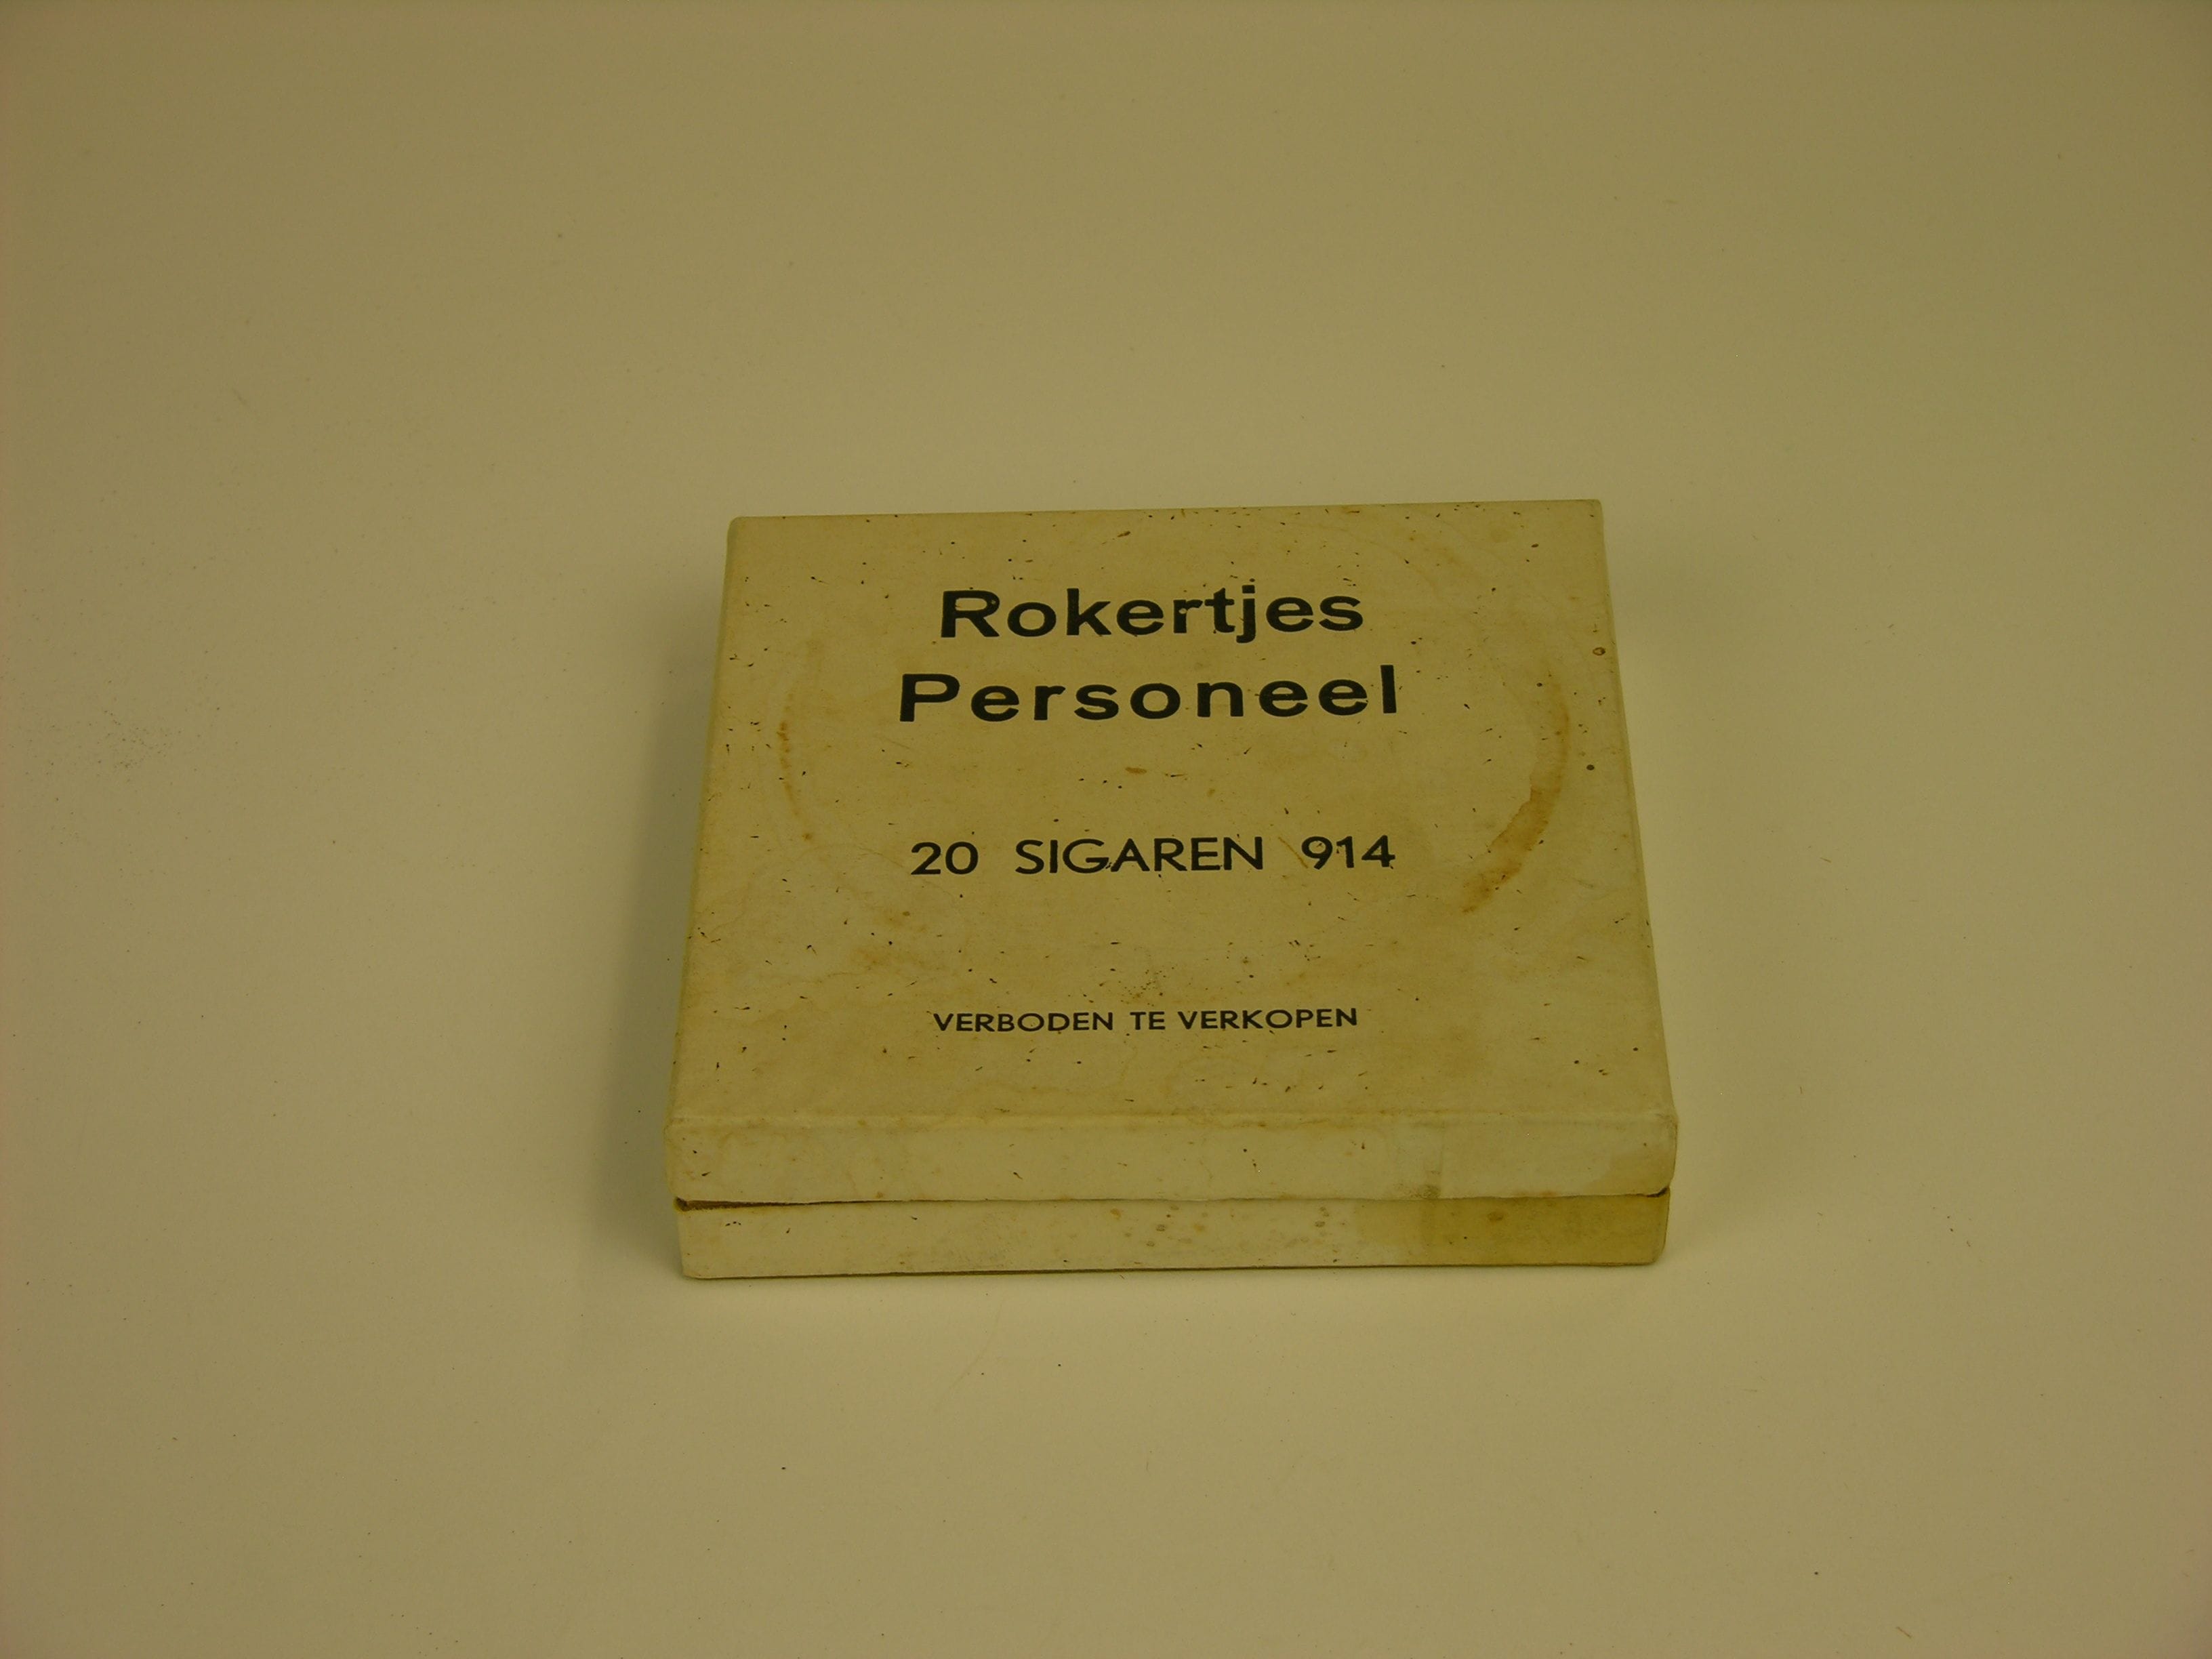 Rokertjes
Personeel
20 SIGAREN 914
VERBODEN TE VERKOPEN